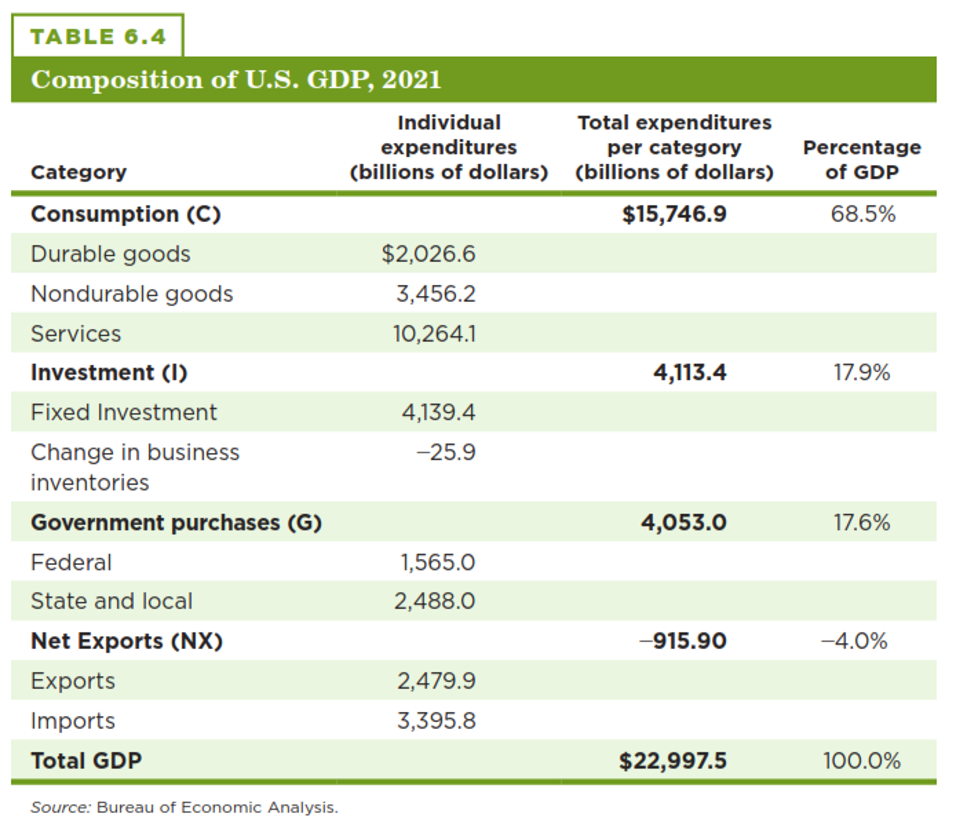 TABLE 6.4
Composition of U.S. GDP, 2021
Individual Total expenditures
expenditures per category Percentage
Category (billions of dollars) (billions of dollars) of GDP
Consumption (C) $15,746.9 68.5%
Durable goods $2,026.6
Nondurable goods 3,456.2
Services 10,264.1
Investment (I) 4,113.4 17.9%
Fixed Investment 4,139.4
Change in business −25.9
inventories
Government purchases (G) 4,053.0 17.6%
Federal 1,565.0
State and local 2,488.0
Net Exports (NX) −915.90 −4.0%
Exports 2,479.9
Imports 3,395.8
Total GDP $22,997.5 100.0%
Source: Bureau of Economic Analysis.